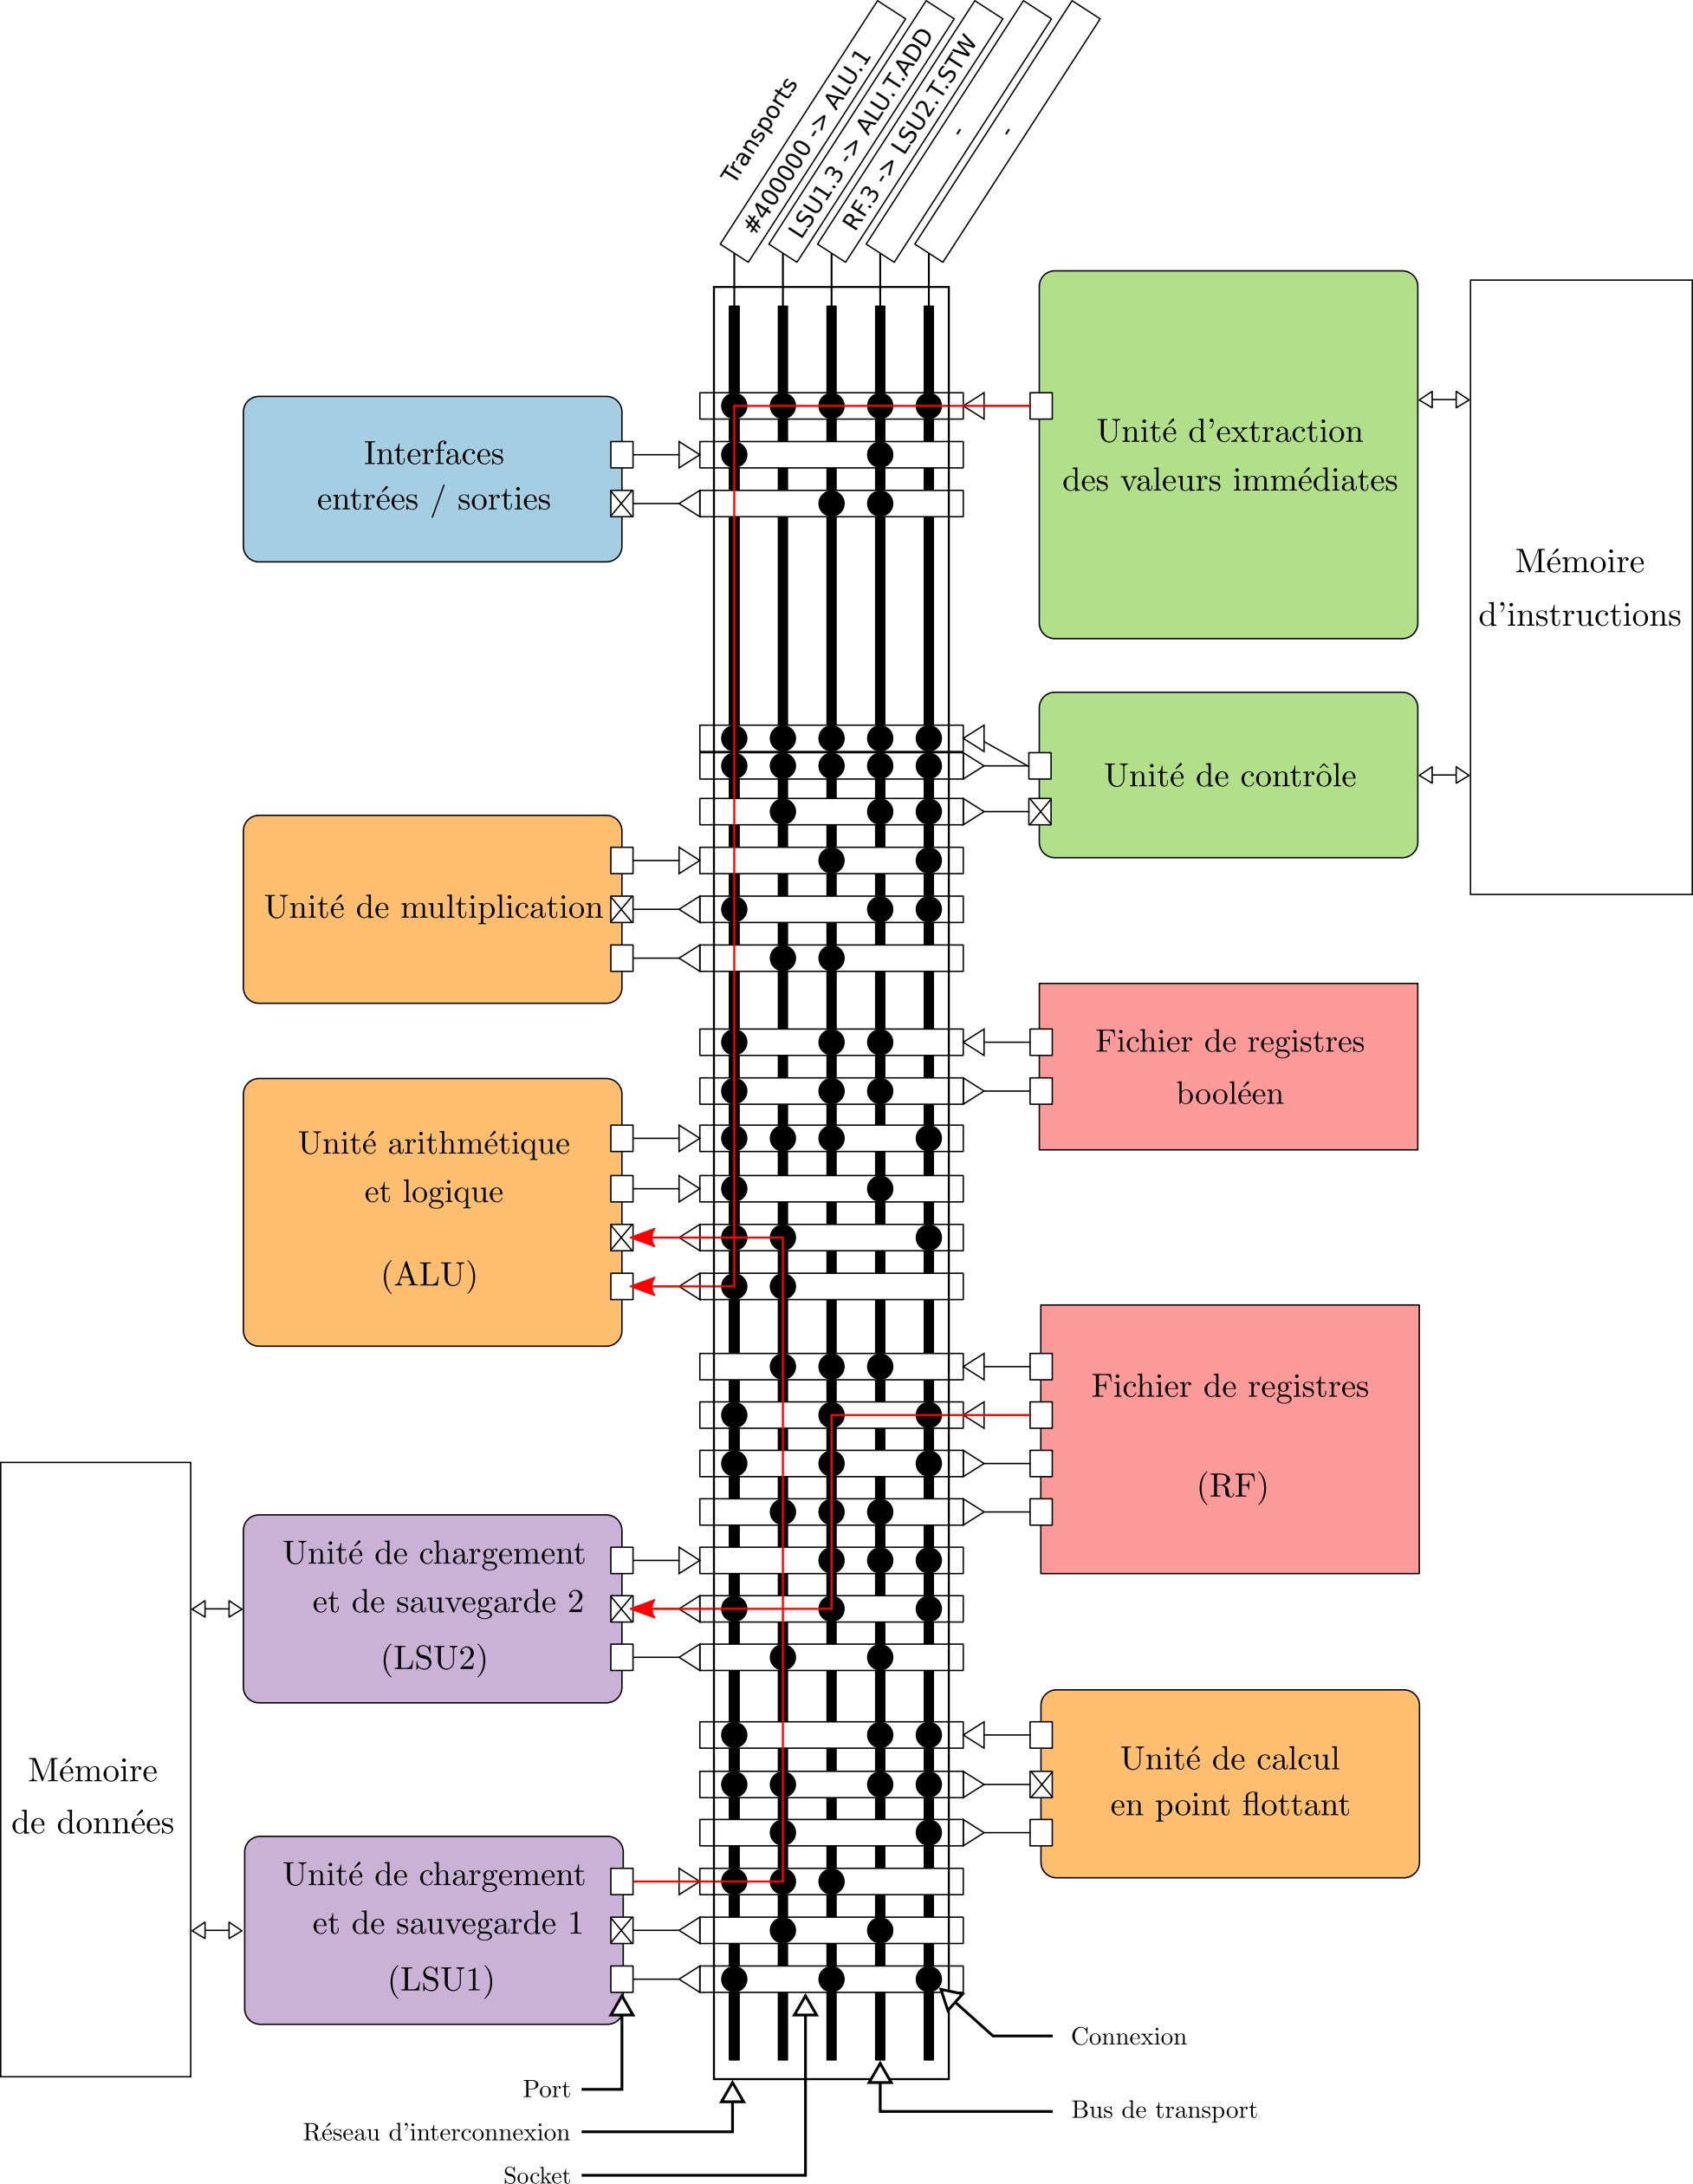 Transports
#400000 -> ALU.1
LSU1.3 -> ALU.T.ADD
RF.3 -> LSU2.T.STW
-
-
Interfaces
entrées / sorties
Unité d'extraction
des valeurs immédiates
Mémoire
d'instructions
Unité de contrôle
Unité de multiplication
Fichier de registres
booléen
Unité arithmétique
et logique
(ALU)
Fichier de registres
(RF)
Unité de chargement
et de sauvegarde 2
(LSU2)
Mémoire
de données
Unité de calcul
en point flottant
Unité de chargement
et de sauvegarde 1
(LSU1)
Connexion
Port
Bus de transport
Réseau d'interconnexion
Socket